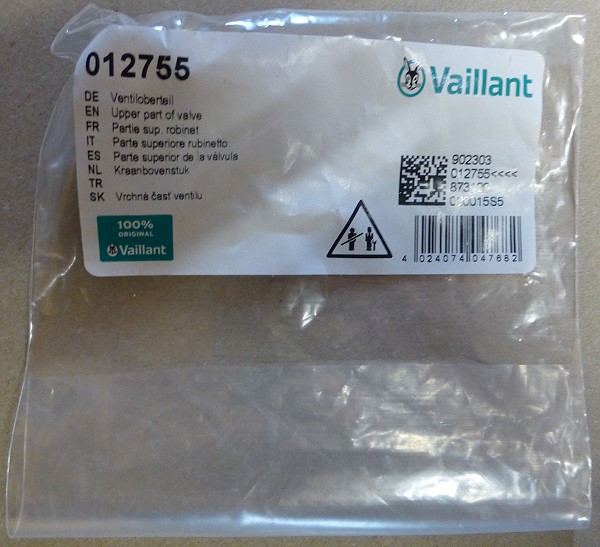 012755
Vaillant
DE Ventiloberteil
EN Upper part of valve
FR Partie sup. robinet
IT Parte superiore rubinetto
ES Parte superior de la válvula
NL Kraanbovenstuk
TR
SK Vrchná časť ventilu
902303
012755<<<<
100%
ORIGINAL
Vaillant
4 024074 047682